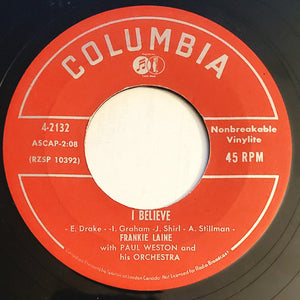 COLUMBIA
4-2132
ASCAP-2:08
(RZSP 10392)
Nonbreakable
Vinylite
45 RPM
I BELIEVE
- E. Drake - -I. Graham -J. Shirl - A. Stillman -
FRANKIE LAINE
with PAUL WESTON and
his ORCHESTRA